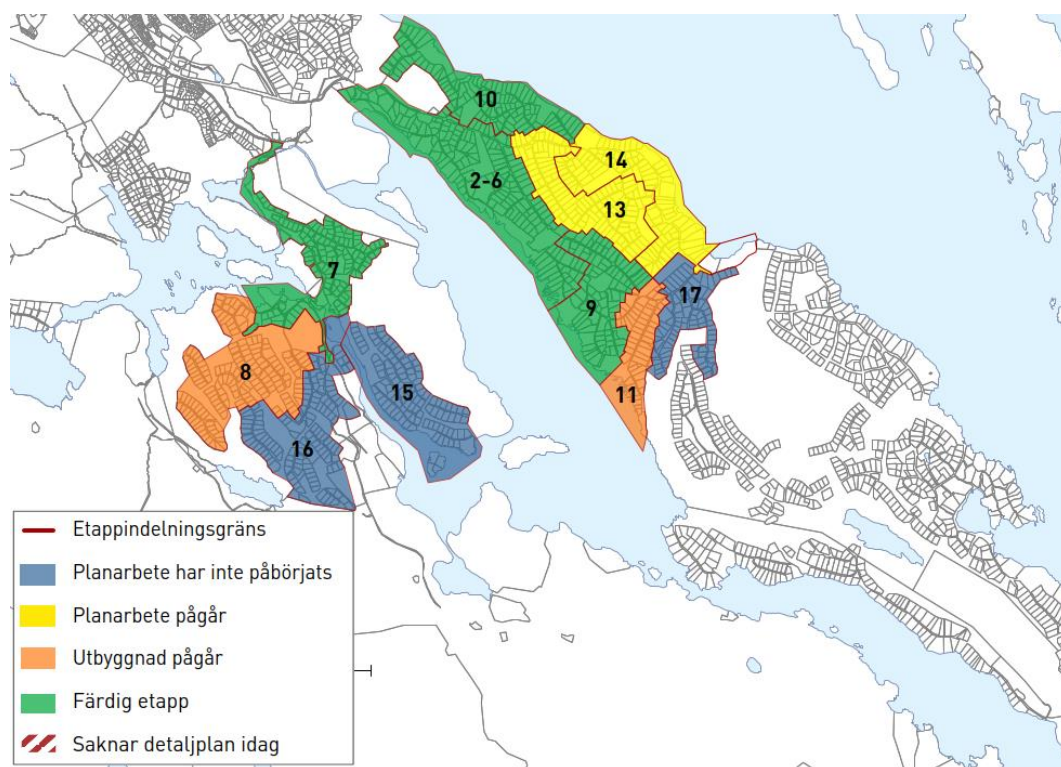 10
14
2-6
13
7
9
17
8
15
11
16
Etappindelningsgräns
Planarbete har inte påbörjats
Planarbete pågår
Utbyggnad pågår
Färdig etapp
Saknar detaljplan idag